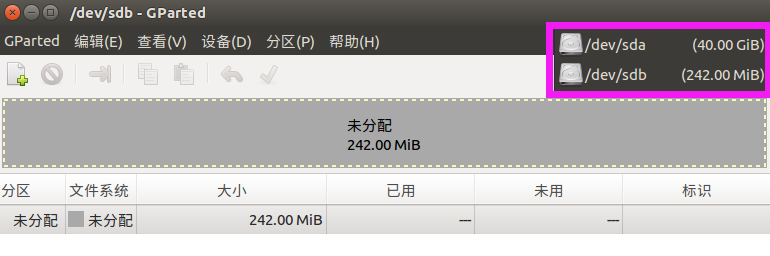 /dev/sdb - GParted
GParted 编辑(E) 查看(V) 设备(D) 分区(P) 帮助(H)
/dev/sda (40.00 GiB)
/dev/sdb (242.00 MiB)
未分配
242.00 MiB
分区 文件系统 大小 已用 未用 标识
未分配 未分配 242.00 MiB --- ---